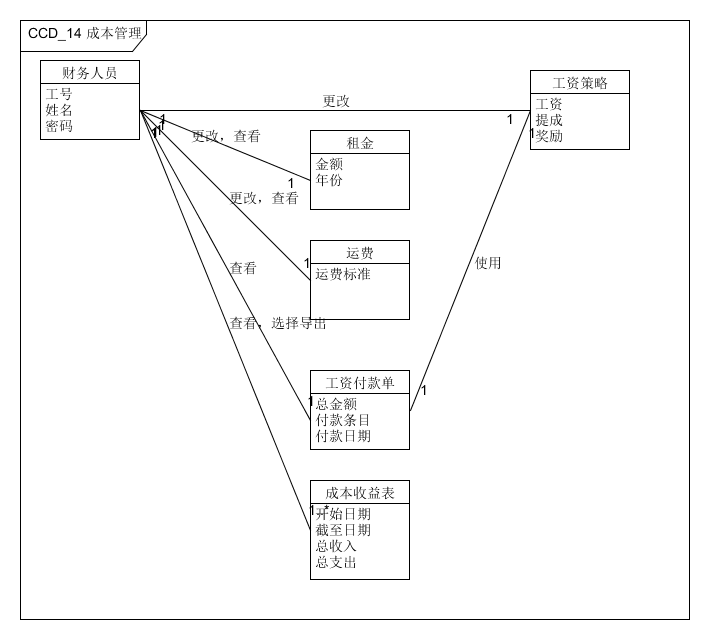 CCD_14 成本管理
财务人员
工号
姓名
密码
工资策略
工资
提成
奖励
更改
1
1
1
1
1
1
1
更改，查看
租金
金额
年份
1
更改，查看
运费
运费标准
1
查看
使用
查看，选择导出
工资付款单
总金额
付款条目
付款日期
1
1
成本收益表
1..*
开始日期
截至日期
总收入
总支出